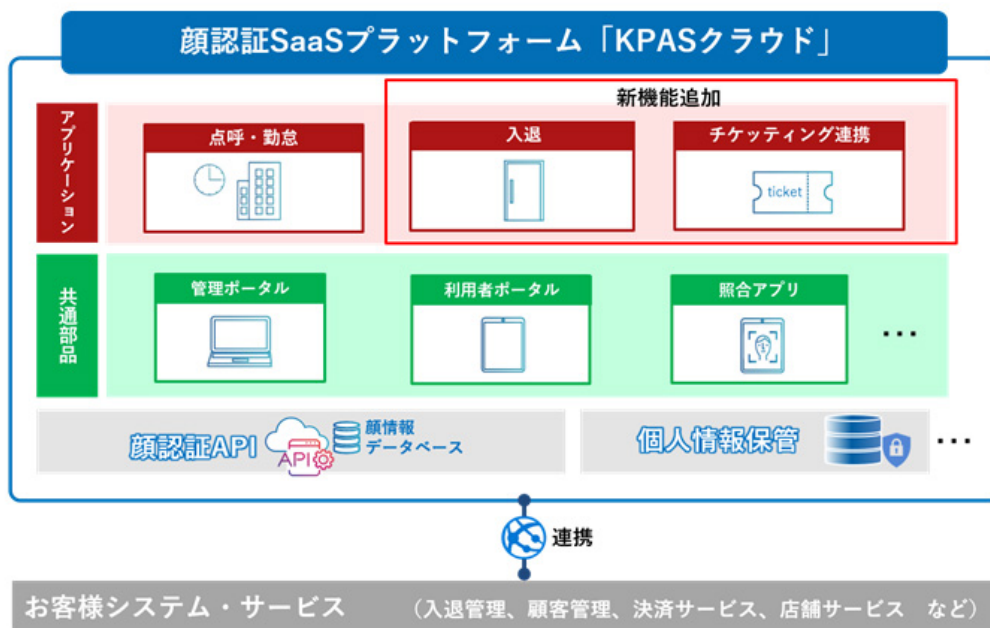 顔認証SaaSプラットフォーム「KPASクラウド」
新機能追加
アプリケーション
点呼・勤怠
入退
チケッティング連携
ticket
共通部品
管理ポータル
利用者ポータル
照合アプリ
・・・
顔認証API
API
顔情報
データベース
個人情報保管
・・・
連携
お客様システム・サービス （入退管理、顧客管理、決済サービス、店舗サービス など）